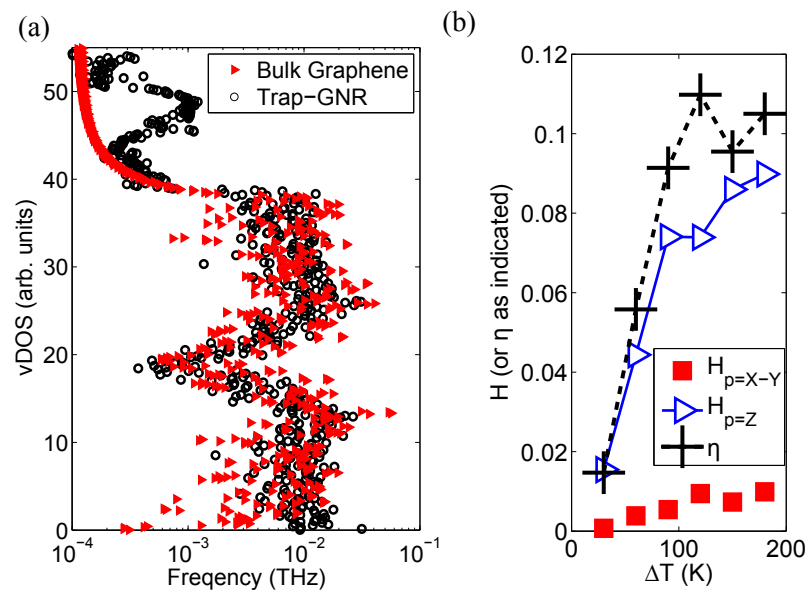 (a)
Bulk Graphene
Trap-GNR
vDOS (arb. units)
50
40
30
20
10
0
10⁻⁴
10⁻³
10⁻²
10⁻¹
Freqency (THz)
(b)
H (or η as indicated)
0.12
0.1
0.08
0.06
0.04
0.02
0
H_{p=X-Y}
H_{p=Z}
η
0
100
200
ΔT (K)